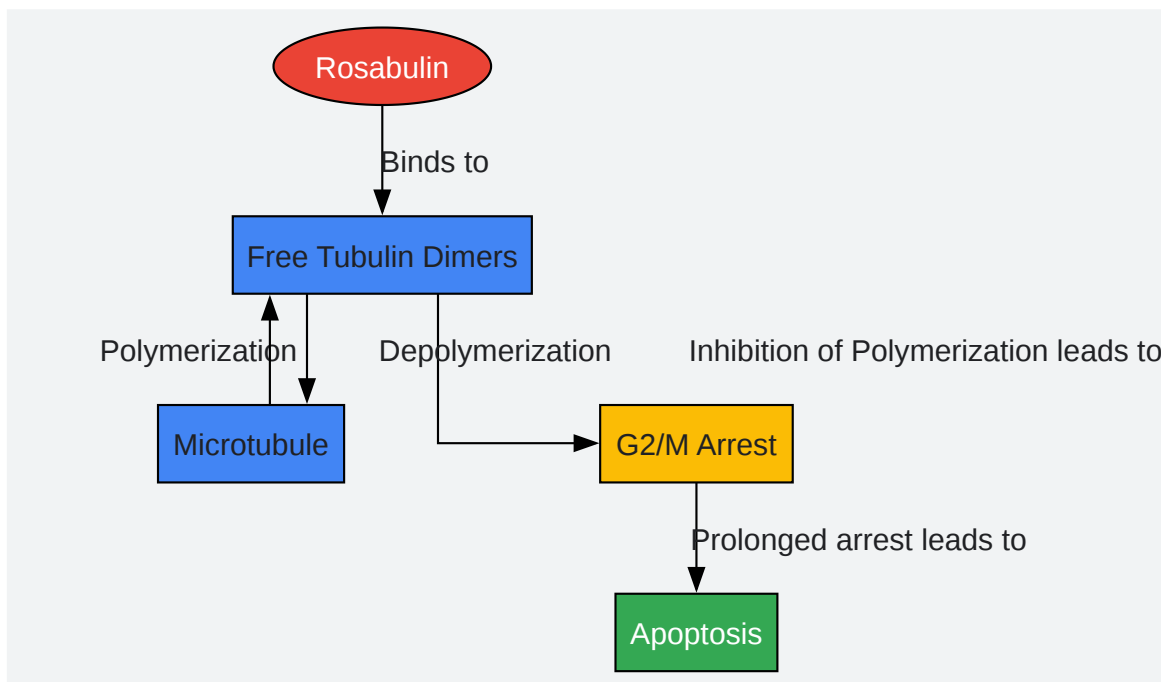 Rosabulin
Binds to
Free Tubulin Dimers
Polymerization
Depolymerization
Inhibition of Polymerization leads to
Microtubule
G2/M Arrest
Prolonged arrest leads to
Apoptosis